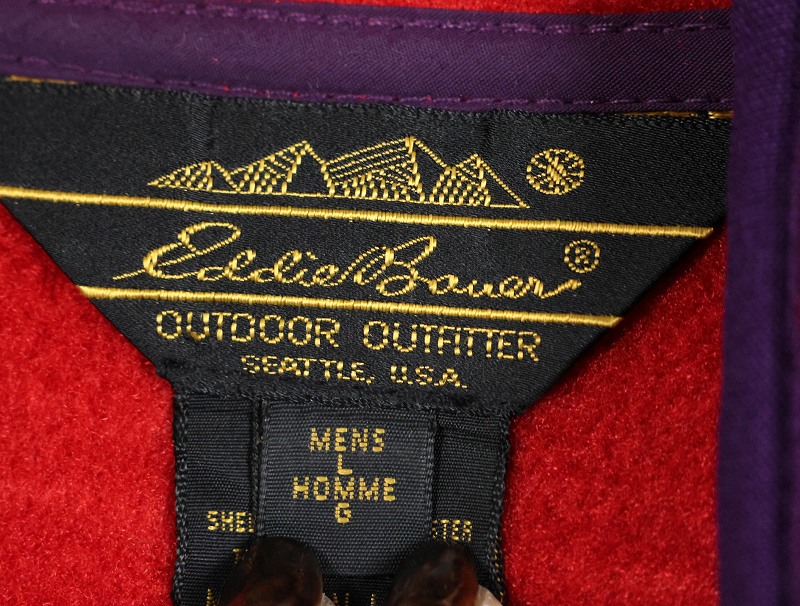 Eddie Bauer ®
OUTDOOR OUTFITTER
SEATTLE, U.S.A.
MENS
L
HOMME
G